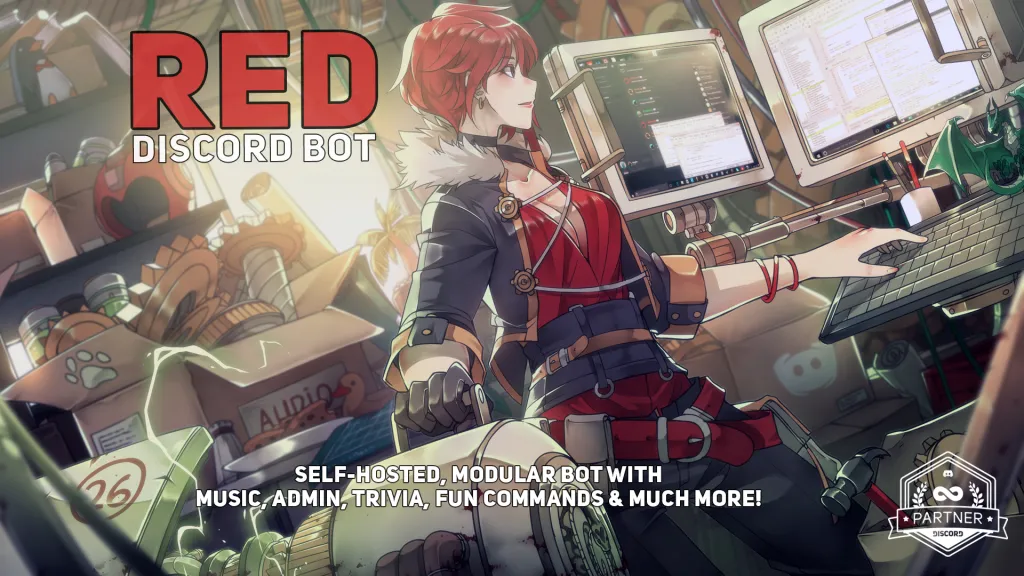 RED
DISCORD BOT
AUDIO
26
SELF-HOSTED, MODULAR BOT WITH
MUSIC, ADMIN, TRIVIA, FUN COMMANDS & MUCH MORE!
PARTNER
DISCORD